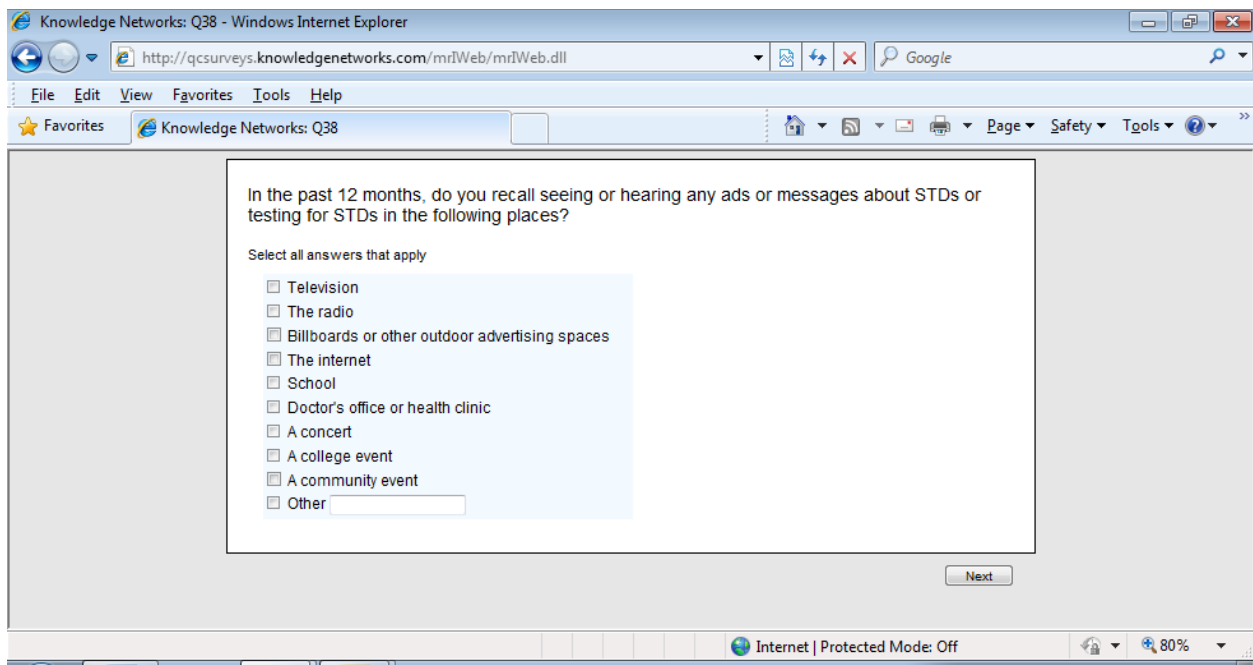 Knowledge Networks: Q38 - Windows Internet Explorer
http://qcsurveys.knowledgenetworks.com/mrIWeb/mrIWeb.dll
Google
File Edit View Favorites Tools Help
Favorites
Knowledge Networks: Q38
Page Safety Tools
In the past 12 months, do you recall seeing or hearing any ads or messages about STDs or
testing for STDs in the following places?
Select all answers that apply
Television
The radio
Billboards or other outdoor advertising spaces
The internet
School
Doctor's office or health clinic
A concert
A college event
A community event
Other
Next
Internet | Protected Mode: Off
80%